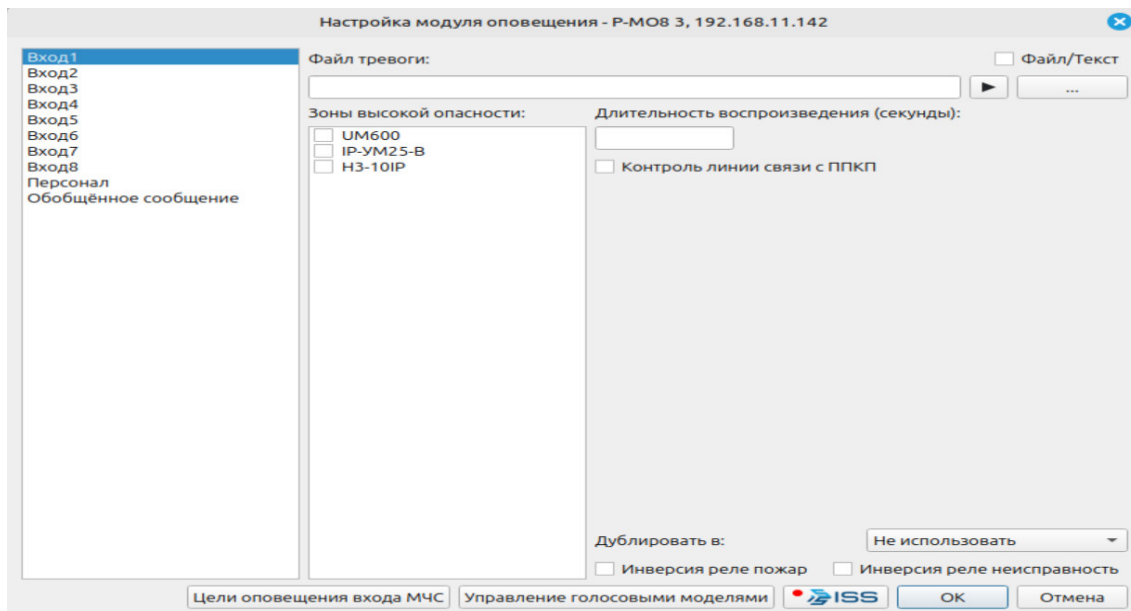 Настройка модуля оповещения - Р-МО8 3, 192.168.11.142
Вход1
Вход2
Вход3
Вход4
Вход5
Вход6
Вход7
Вход8
Персонал
Обобщённое сообщение
Файл тревоги:
Файл/Текст
...
Зоны высокой опасности:
UM600
IP-УМ25-В
НЗ-10IP
Длительность воспроизведения (секунды):
Контроль линии связи с ППКП
Дублировать в:
Не использовать
Инверсия реле пожар
Инверсия реле неисправность
Цели оповещения входа МЧС
Управление голосовыми моделями
ISS
ОК
Отмена